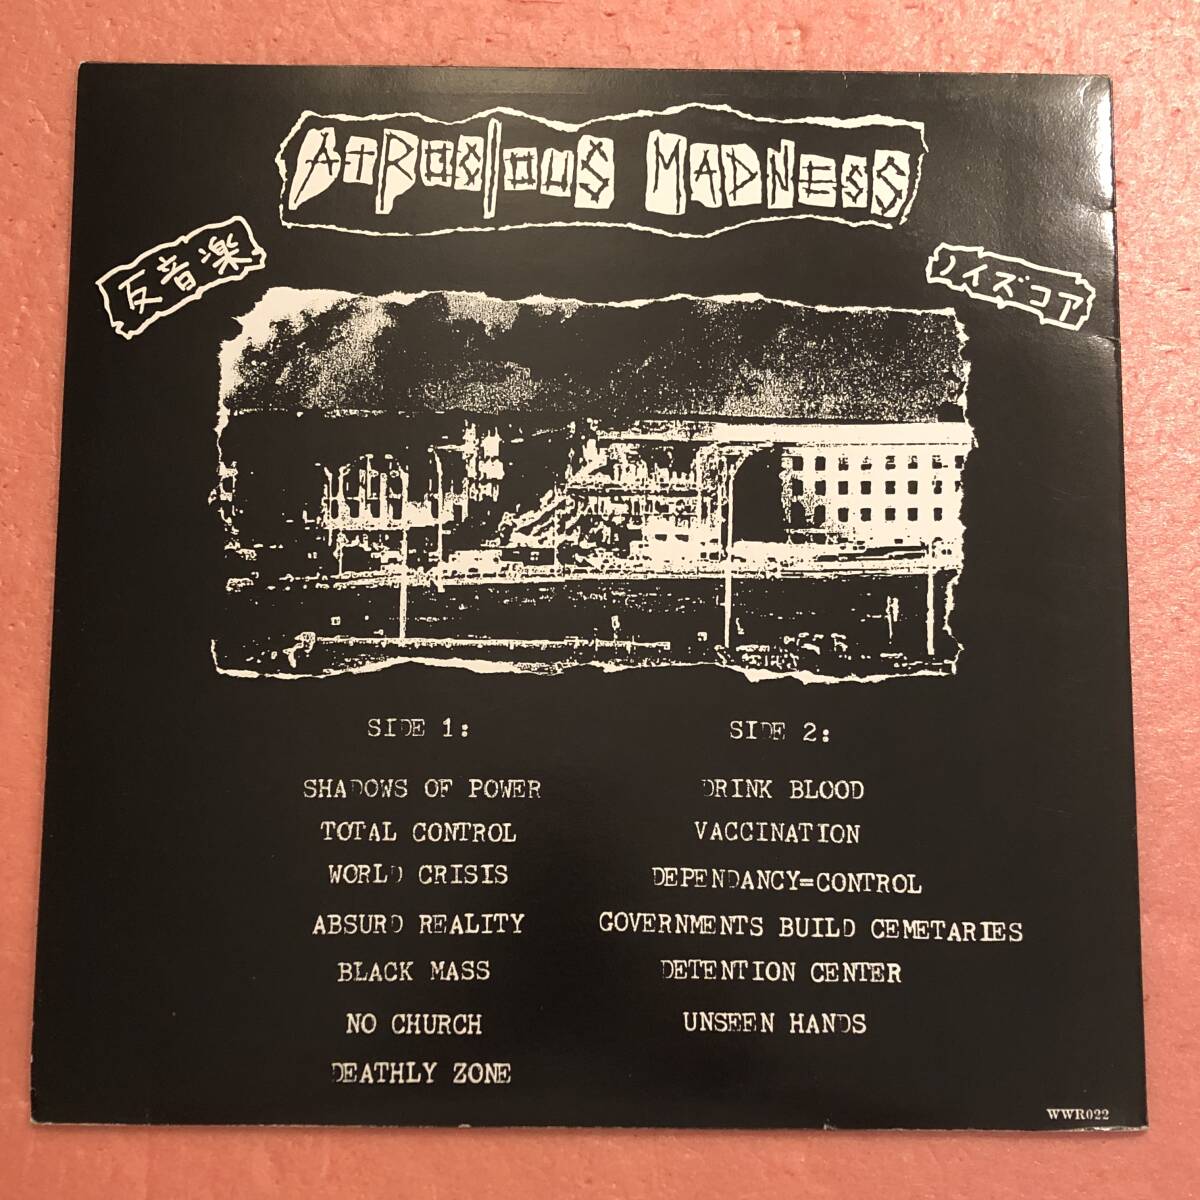 ATROCIOUS MADNESS
反音楽
ノイズコア
SIDE 1:
SHADOWS OF POWER
TOTAL CONTROL
WORLD CRISIS
ABSURD REALITY
BLACK MASS
NO CHURCH
DEATHLY ZONE
SIDE 2:
DRINK BLOOD
VACCINATION
DEPENDANCY=CONTROL
GOVERNMENTS BUILD CEMETARIES
DETENTION CENTER
UNSEEN HANDS
WWR022